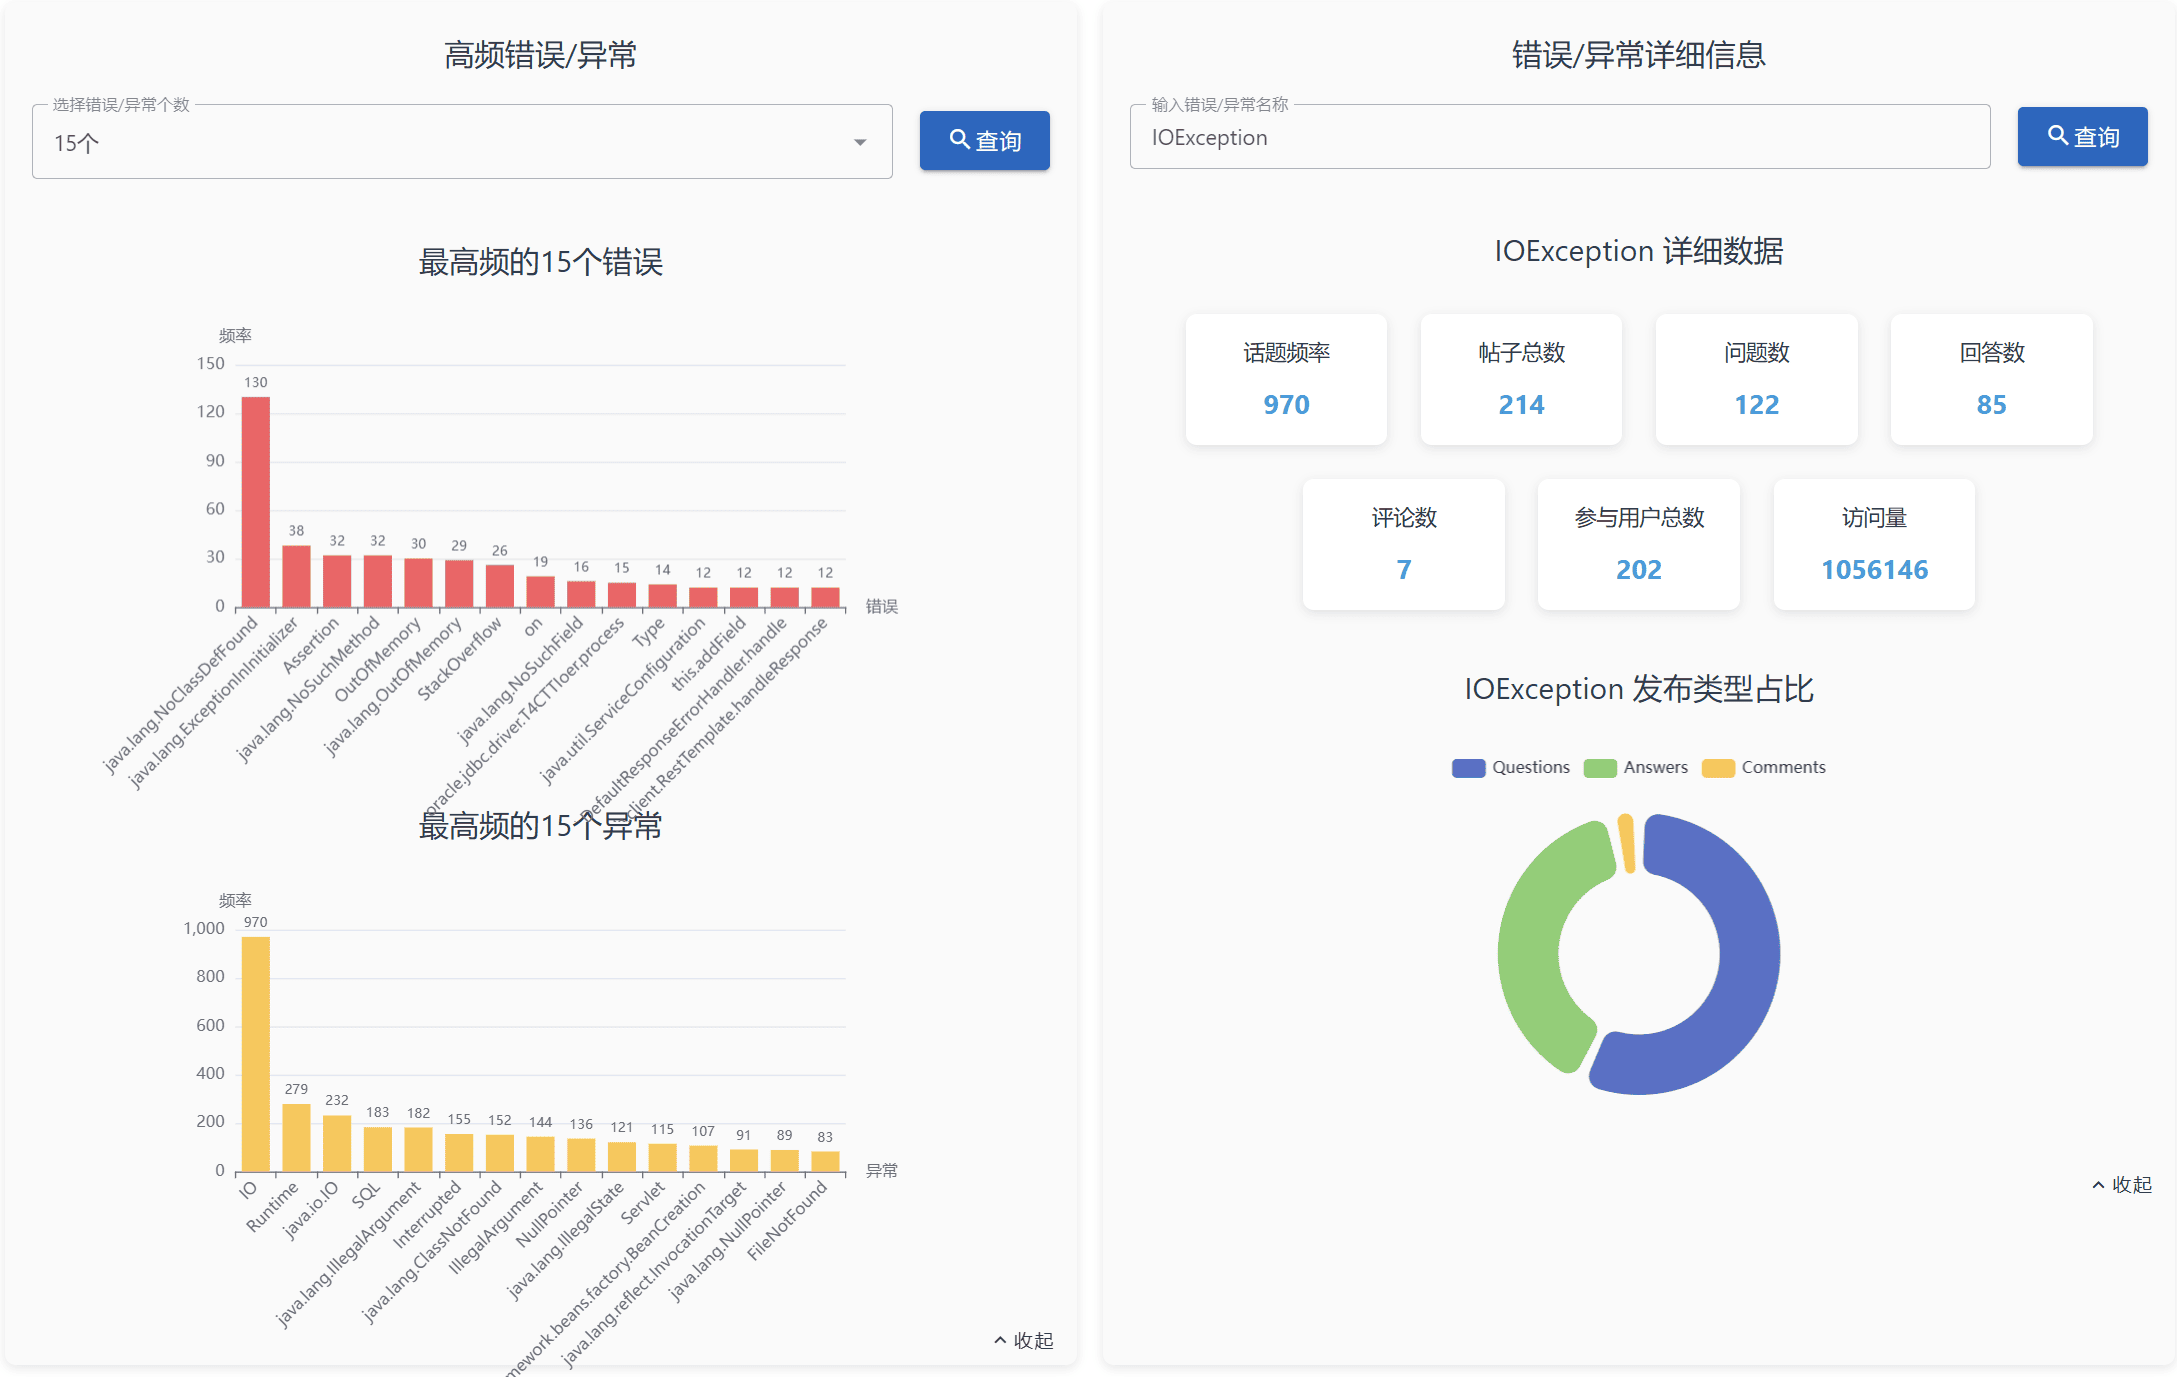 高频错误/异常
选择错误/异常个数
15个
查询
最高频的15个错误
频率
150
120
90
60
30
0
130
38
32
32
30
29
26
19
16
15
14
12
12
12
12
错误
java.lang.NoClassDefFound
java.lang.ExceptionInInitializer
Assertion
java.lang.NoSuchMethod
OutOfMemory
java.lang.OutOfMemory
StackOverflow
on
java.lang.NoSuchField
oracle.jdbc.driver.T4CTTIoer.process
Type
java.util.ServiceConfiguration
this.addField
DefaultResponseErrorHandler.handle
client.RestTemplate.handleResponse
最高频的15个异常
频率
1,000
800
600
400
200
0
970
279
232
183
182
155
152
144
136
121
115
107
91
89
83
异常
IO
Runtime
java.io.IO
SQL
java.lang.IllegalArgument
Interrupted
java.lang.ClassNotFound
IllegalArgument
NullPointer
java.lang.IllegalState
Servlet
mework.beans.factory.BeanCreation
java.lang.reflect.InvocationTarget
java.lang.NullPointer
FileNotFound
收起
错误/异常详细信息
输入错误/异常名称
IOException
查询
IOException 详细数据
话题频率
970
帖子总数
214
问题数
122
回答数
85
评论数
7
参与用户总数
202
访问量
1056146
IOException 发布类型占比
Questions Answers Comments
收起